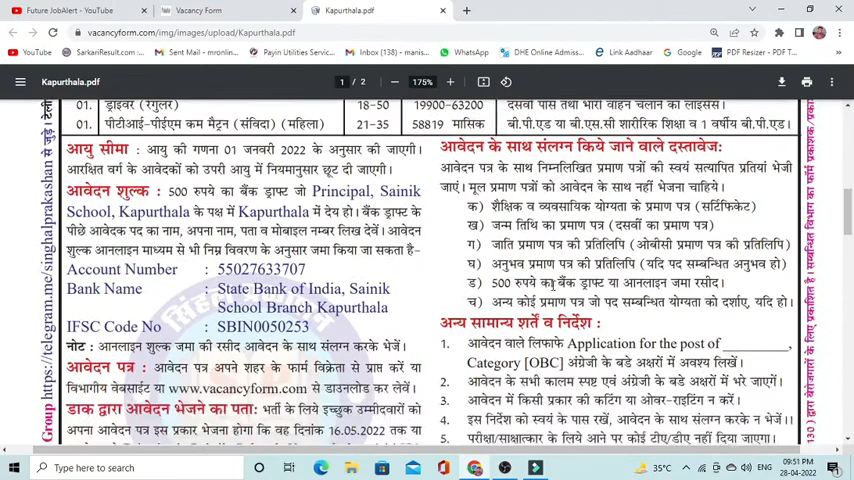 Future JobAlert - YouTube
Vacancy Form
Kapurthala.pdf
vacancyform.com/img/images/upload/Kapurthala.pdf
YouTube
SarkariResult.com :...
Sent Mail - mronlin...
Payin Utility Servic...
Inbox (138) - manis...
WhatsApp
DHE Online Admissi...
Link Aadhaar
Google
PDF Resizer
PDF Tools
Kapurthala.pdf
1 / 2
175%
01. ड्राइवर (रेगुलर) 18-50 19900-63200 दसवीं पास तथा भारी वाहन चलाने का लाइसेंस।
01. पीटीआई-पीईएम कम मैट्रन (संविदा) (महिला) 21-35 58819 मासिक बी.पी.एड या बी.एस.सी शारीरिक शिक्षा व 1 वर्षीय बी.पी.एड।
आयु सीमा : आयु की गणना 01 जनवरी 2022 के अनुसार की जाएगी।
आरक्षित वर्ग के आवेदकों को उपरी आयु में नियमानुसार छूट दी जाएगी।
आवेदन शुल्क : 500 रुपये का बैंक ड्राफ्ट जो Principal, Sainik
School, Kapurthala के पक्ष में Kapurthala में देय हो। बैंक ड्राफ्ट के
पीछे आवेदक पद का नाम, अपना नाम, पता व मोबाइल नम्बर लिख देवें। आवेदन
शुल्क आनलाइन माध्यम से भी निम्न विवरण के अनुसार जमा किया जा सकता है-
Account Number : 55027633707
Bank Name : State Bank of India, Sainik
School Branch Kapurthala
IFSC Code No : SBIN0050253
नोट : आनलाइन शुल्क जमा की रसीद आवेदन के साथ संलग्न करके भेजें।
आवेदन पत्र : आवेदन पत्र अपने शहर के फार्म विक्रेता से प्राप्त करें या
विभागीय वेबसाईट या www.vacancyform.com से डाउनलोड कर लेवें।
डाक द्वारा आवेदन भेजने का पता: भर्ती के लिये इच्छुक उम्मीदवारों को
अपना आवेदन पत्र इस प्रकार भेजना होगा कि वह दिनांक 16.05.2022 तक या
आवेदन के साथ संलग्न किये जाने वाले दस्तावेज:
आवेदन पत्र के साथ निम्नलिखित प्रमाण पत्रों की स्वयं सत्यापित प्रतियां भेजी
जाएं। मूल प्रमाण पत्रों को आवेदन के साथ नहीं भेजना चाहिये।
क) शैक्षिक व व्यवसायिक योग्यता के प्रमाण पत्र (सर्टिफिकेट)
ख) जन्म तिथि का प्रमाण पत्र (दसवीं का प्रमाण पत्र)
ग) जाति प्रमाण पत्र की प्रतिलिपि (ओबीसी प्रमाण पत्र की प्रतिलिपि)
घ) अनुभव प्रमाण पत्र की प्रतिलिपि (यदि पद सम्बन्धित अनुभव हो)
ड) 500 रुपये का बैंक ड्राफ्ट या आनलाइन जमा रसीद।
च) अन्य कोई प्रमाण पत्र जो पद सम्बन्धित योग्यता को दर्शाए, यदि हो।
अन्य सामान्य शर्तें व निर्देश:
1. आवेदन वाले लिफाफे Application for the post of ________,
Category [OBC] अंग्रेजी के बडे अक्षरों में अवश्य लिखें।
2. आवेदन के सभी कालम स्पष्ट एवं अंग्रेजी के बडे अक्षरों में भरे जाएगें।
3. आवेदन में किसी प्रकार की कटिंग या ओवर-राइटिंग न करें।
4. इस निर्देश को स्वयं के पास रखें, आवेदन के साथ संलग्न करके न भेजें।।
5. परीक्षा/साक्षात्कार के लिये आने पर कोई टीए/डीए नहीं दिया जाएगा।
Group https://telegram.me/singhalprakashan से जुड़े।
130) द्वारा बेरोजगारों के लिए प्रकाशित है। सम्बन्धित विभाग का फॉर्म प्रकाशक/
Type here to search
35°C
ENG
09:51 PM
28-04-2022